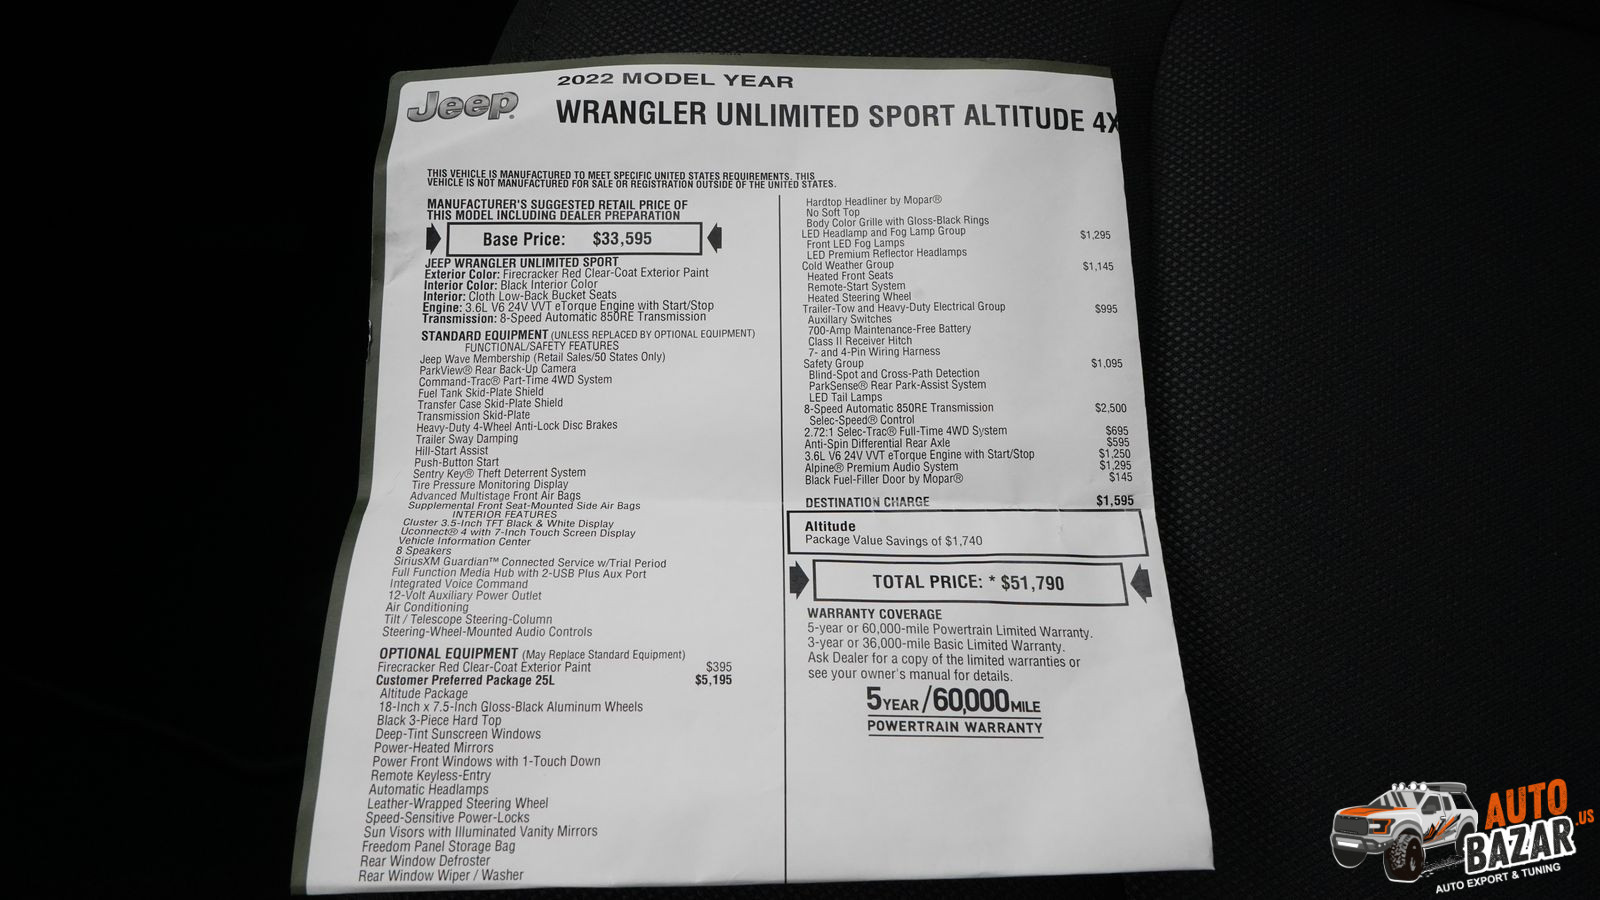 Jeep
2022 MODEL YEAR
WRANGLER UNLIMITED SPORT ALTITUDE 4X
THIS VEHICLE IS MANUFACTURED TO MEET SPECIFIC UNITED STATES REQUIREMENTS. THIS
VEHICLE IS NOT MANUFACTURED FOR SALE OR REGISTRATION OUTSIDE OF THE UNITED STATES.
MANUFACTURER'S SUGGESTED RETAIL PRICE OF
THIS MODEL INCLUDING DEALER PREPARATION
Base Price: $33,595
JEEP WRANGLER UNLIMITED SPORT
Exterior Color: Firecracker Red Clear-Coat Exterior Paint
Interior Color: Black Interior Color
Interior: Cloth Low-Back Bucket Seats
Engine: 3.6L V6 24V VVT eTorque Engine with Start/Stop
Transmission: 8-Speed Automatic 850RE Transmission
STANDARD EQUIPMENT (UNLESS REPLACED BY OPTIONAL EQUIPMENT)
FUNCTIONAL/SAFETY FEATURES
Jeep Wave Membership (Retail Sales/50 States Only)
ParkView® Rear Back-Up Camera
Command-Trac® Part-Time 4WD System
Fuel Tank Skid-Plate Shield
Transfer Case Skid-Plate Shield
Transmission Skid-Plate
Heavy-Duty 4-Wheel Anti-Lock Disc Brakes
Trailer Sway Damping
Hill-Start Assist
Push-Button Start
Sentry Key® Theft Deterrent System
Tire Pressure Monitoring Display
Advanced Multistage Front Air Bags
Supplemental Front Seat-Mounted Side Air Bags
INTERIOR FEATURES
Cluster 3.5-Inch TFT Black & White Display
Uconnect® 4 with 7-Inch Touch Screen Display
Vehicle Information Center
8 Speakers
SiriusXM Guardian™ Connected Service w/Trial Period
Full Function Media Hub with 2-USB Plus Aux Port
Integrated Voice Command
12-Volt Auxiliary Power Outlet
Air Conditioning
Tilt / Telescope Steering-Column
Steering-Wheel-Mounted Audio Controls
OPTIONAL EQUIPMENT (May Replace Standard Equipment)
Firecracker Red Clear-Coat Exterior Paint $395
Customer Preferred Package 25L $5,195
Altitude Package
18-Inch x 7.5-Inch Gloss-Black Aluminum Wheels
Black 3-Piece Hard Top
Deep-Tint Sunscreen Windows
Power-Heated Mirrors
Power Front Windows with 1-Touch Down
Remote Keyless-Entry
Automatic Headlamps
Leather-Wrapped Steering Wheel
Speed-Sensitive Power-Locks
Sun Visors with Illuminated Vanity Mirrors
Freedom Panel Storage Bag
Rear Window Defroster
Rear Window Wiper / Washer
Hardtop Headliner by Mopar®
No Soft Top
Body Color Grille with Gloss-Black Rings
LED Headlamp and Fog Lamp Group $1,295
Front LED Fog Lamps
LED Premium Reflector Headlamps
Cold Weather Group $1,145
Heated Front Seats
Remote-Start System
Heated Steering Wheel
Trailer-Tow and Heavy-Duty Electrical Group $995
Auxiliary Switches
700-Amp Maintenance-Free Battery
Class II Receiver Hitch
7- and 4-Pin Wiring Harness
Safety Group $1,095
Blind-Spot and Cross-Path Detection
ParkSense® Rear Park-Assist System
LED Tail Lamps
8-Speed Automatic 850RE Transmission $2,500
Selec-Speed® Control
2.72:1 Selec-Trac® Full-Time 4WD System $695
Anti-Spin Differential Rear Axle $595
3.6L V6 24V VVT eTorque Engine with Start/Stop $1,250
Alpine® Premium Audio System $1,295
Black Fuel-Filler Door by Mopar® $145
DESTINATION CHARGE $1,595
Altitude
Package Value Savings of $1,740
TOTAL PRICE: * $51,790
WARRANTY COVERAGE
5-year or 60,000-mile Powertrain Limited Warranty.
3-year or 36,000-mile Basic Limited Warranty.
Ask Dealer for a copy of the limited warranties or
see your owner's manual for details.
5 YEAR / 60,000 MILE
POWERTRAIN WARRANTY
AUTO
BAZAR.US
AUTO EXPORT & TUNING